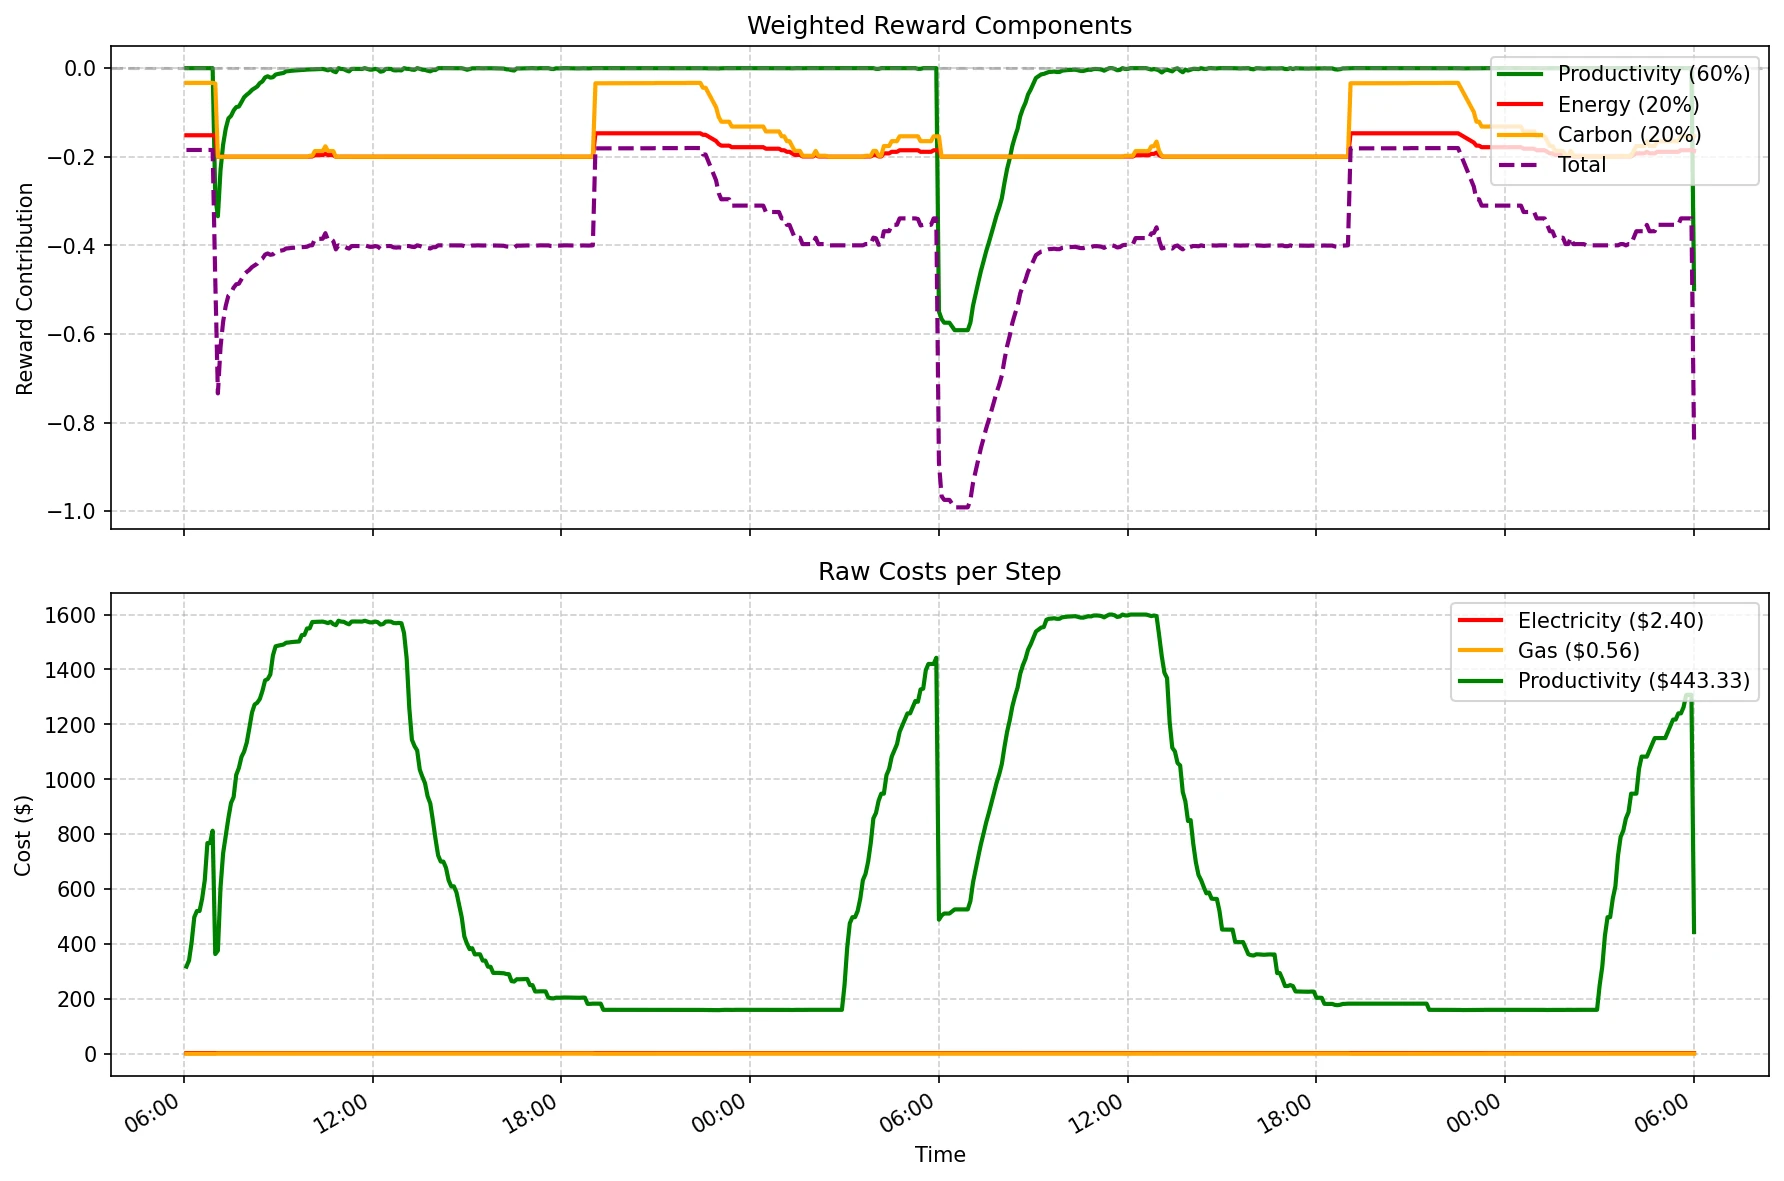 Weighted Reward Components
Reward Contribution
0.0
−0.2
−0.4
−0.6
−0.8
−1.0
Productivity (60%)
Energy (20%)
Carbon (20%)
Total
Raw Costs per Step
Cost ($)
1600
1400
1200
1000
800
600
400
200
0
Electricity ($2.40)
Gas ($0.56)
Productivity ($443.33)
06:00
12:00
18:00
00:00
06:00
12:00
18:00
00:00
06:00
Time